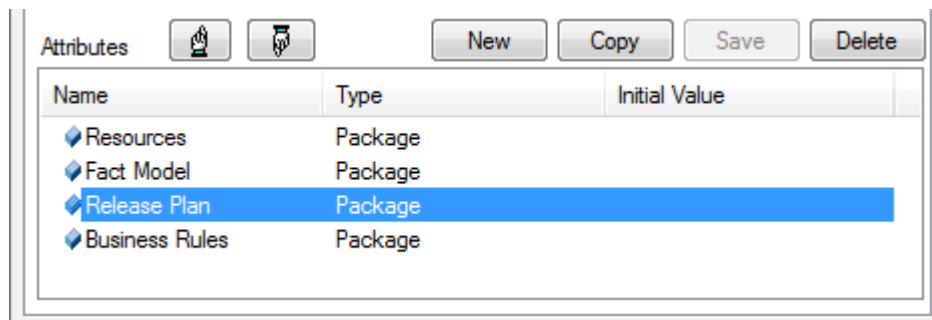 Attributes New Copy Save Delete
Name Type Initial Value
Resources Package
Fact Model Package
Release Plan Package
Business Rules Package